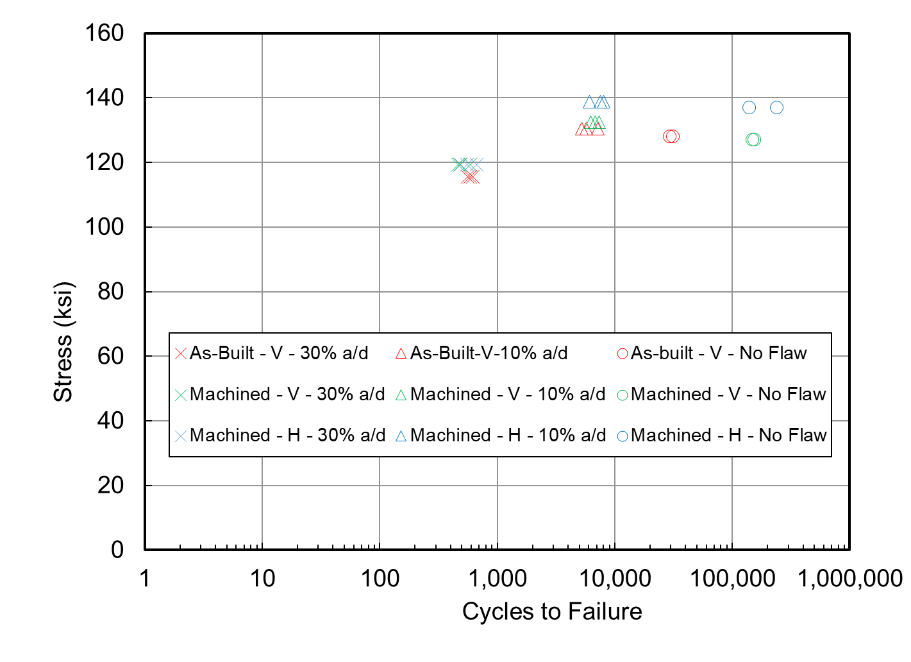 160
140
120
100
80
60
40
20
0
Stress (ksi)
As-Built - V - 30% a/d As-Built-V-10% a/d As-built - V - No Flaw
Machined - V - 30% a/d Machined - V - 10% a/d Machined - V - No Flaw
Machined - H - 30% a/d Machined - H - 10% a/d Machined - H - No Flaw
1 10 100 1,000 10,000 100,000 1,000,000
Cycles to Failure